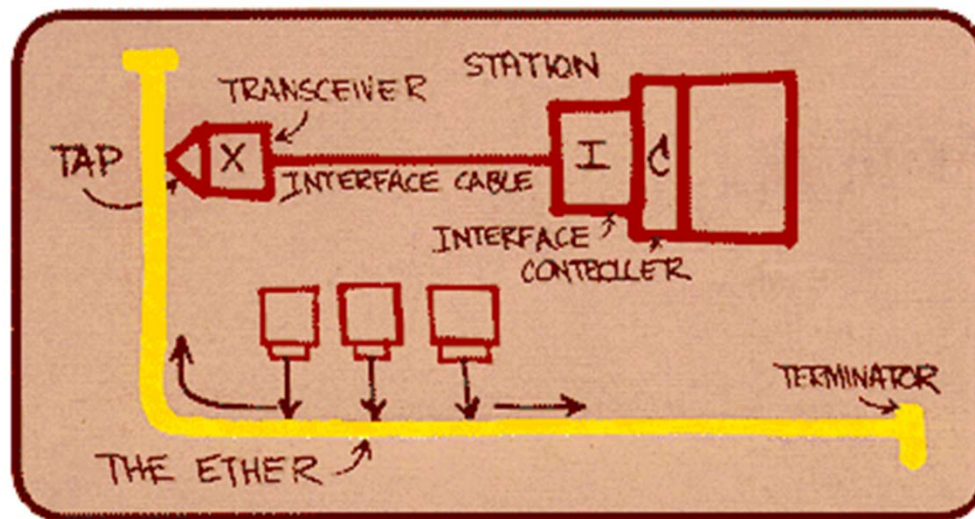 STATION
TRANSCEIVER
TAP
X
I
C
INTERFACE CABLE
INTERFACE
CONTROLLER
TERMINATOR
THE ETHER